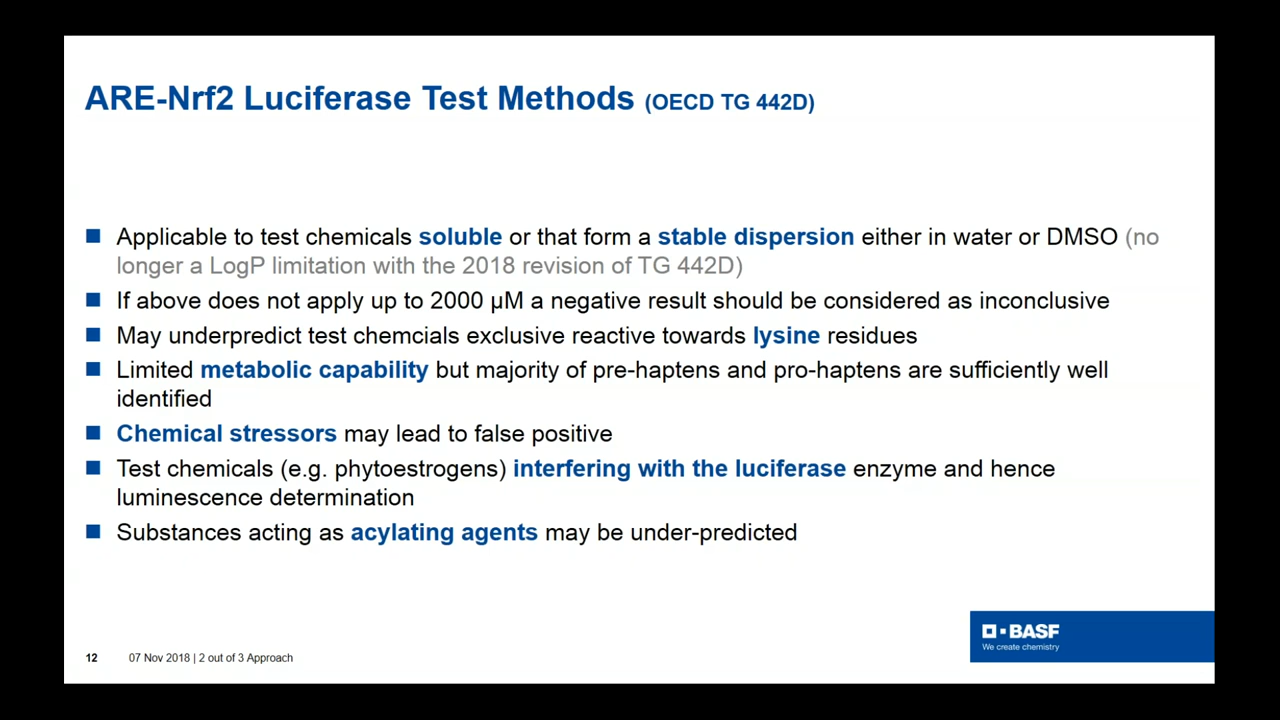 ARE-Nrf2 Luciferase Test Methods (OECD TG 442D)
Applicable to test chemicals soluble or that form a stable dispersion either in water or DMSO (no
longer a LogP limitation with the 2018 revision of TG 442D)
If above does not apply up to 2000 µM a negative result should be considered as inconclusive
May underpredict test chemcials exclusive reactive towards lysine residues
Limited metabolic capability but majority of pre-haptens and pro-haptens are sufficiently well
identified
Chemical stressors may lead to false positive
Test chemicals (e.g. phytoestrogens) interfering with the luciferase enzyme and hence
luminescence determination
Substances acting as acylating agents may be under-predicted
12 07 Nov 2018 | 2 out of 3 Approach
BASF
We create chemistry